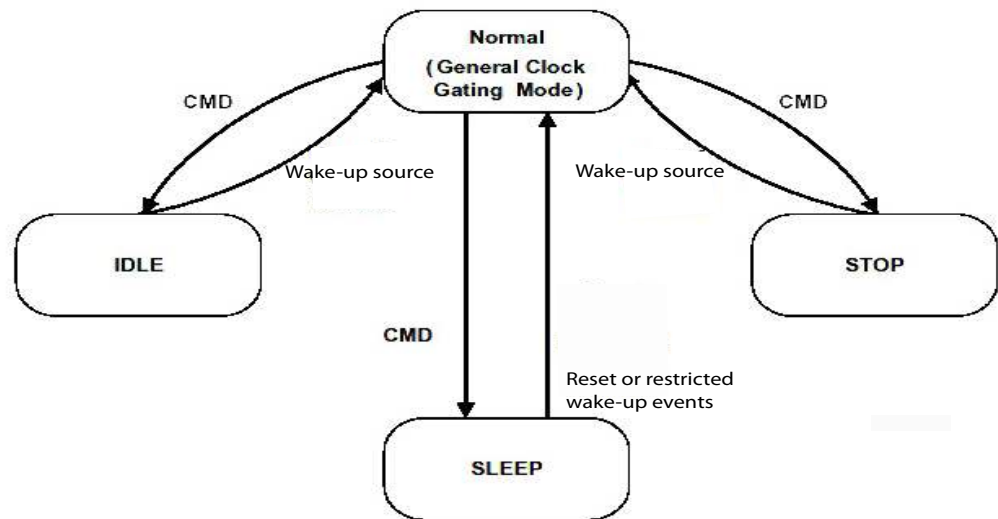 Normal
(General Clock
Gating Mode)
CMD
CMD
Wake-up source
Wake-up source
IDLE
STOP
CMD
Reset or restricted
wake-up events
SLEEP